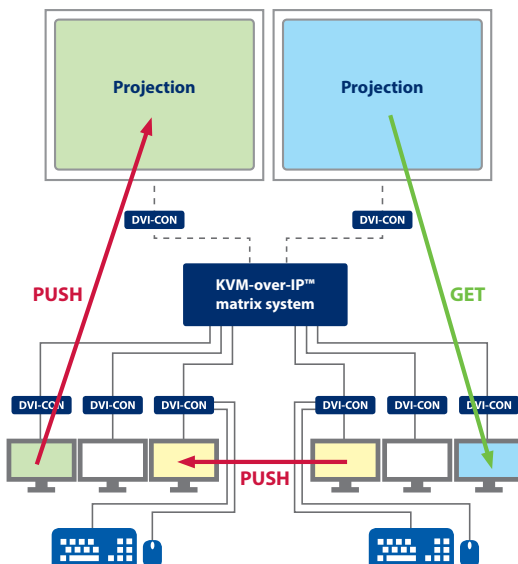 Projection
Projection
DVI-CON
DVI-CON
KVM-over-IP™
matrix system
PUSH
GET
DVI-CON
DVI-CON
DVI-CON
DVI-CON
DVI-CON
DVI-CON
PUSH